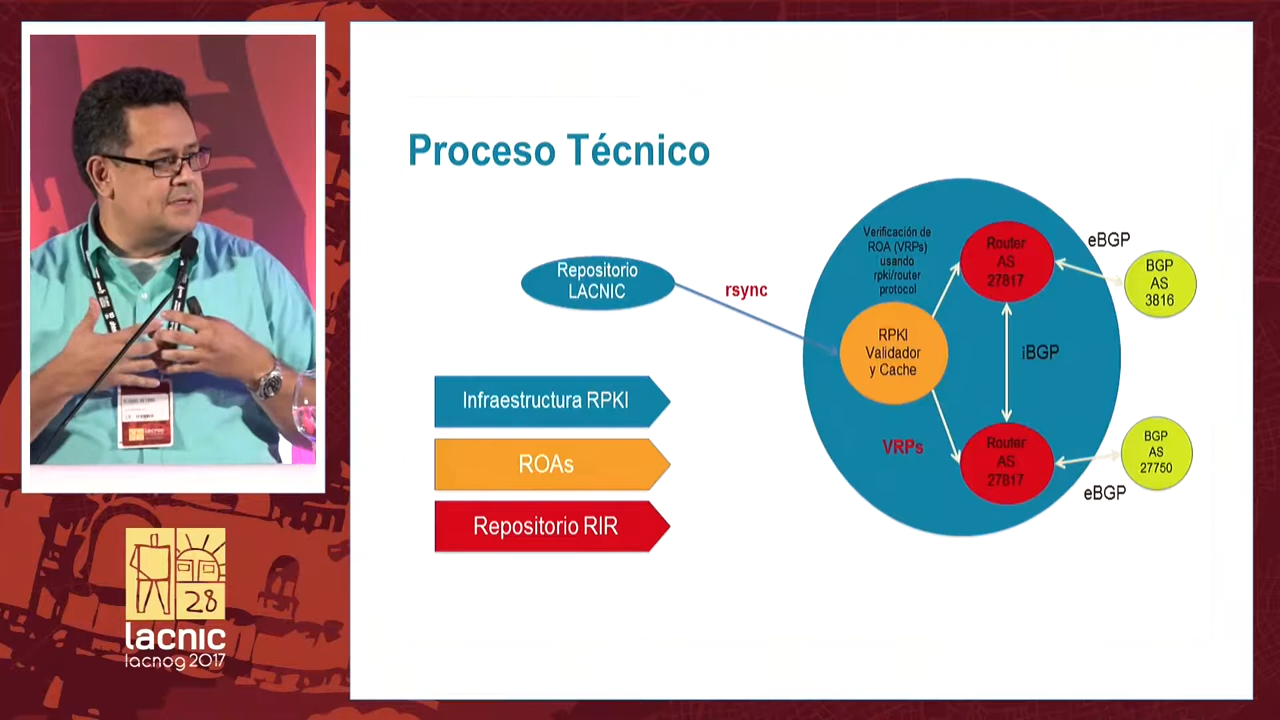 Proceso Técnico
Repositorio
LACNIC
rsync
Verificación de
ROA (VRPs)
usando
rpki/router
protocol
RPKI
Validador
y Cache
VRPs
Router
AS
27817
iBGP
Router
AS
27817
eBGP
BGP
AS
3816
BGP
AS
27750
eBGP
Infraestructura RPKI
ROAs
Repositorio RIR
lacnic
28
lacnic
lacnog 2017